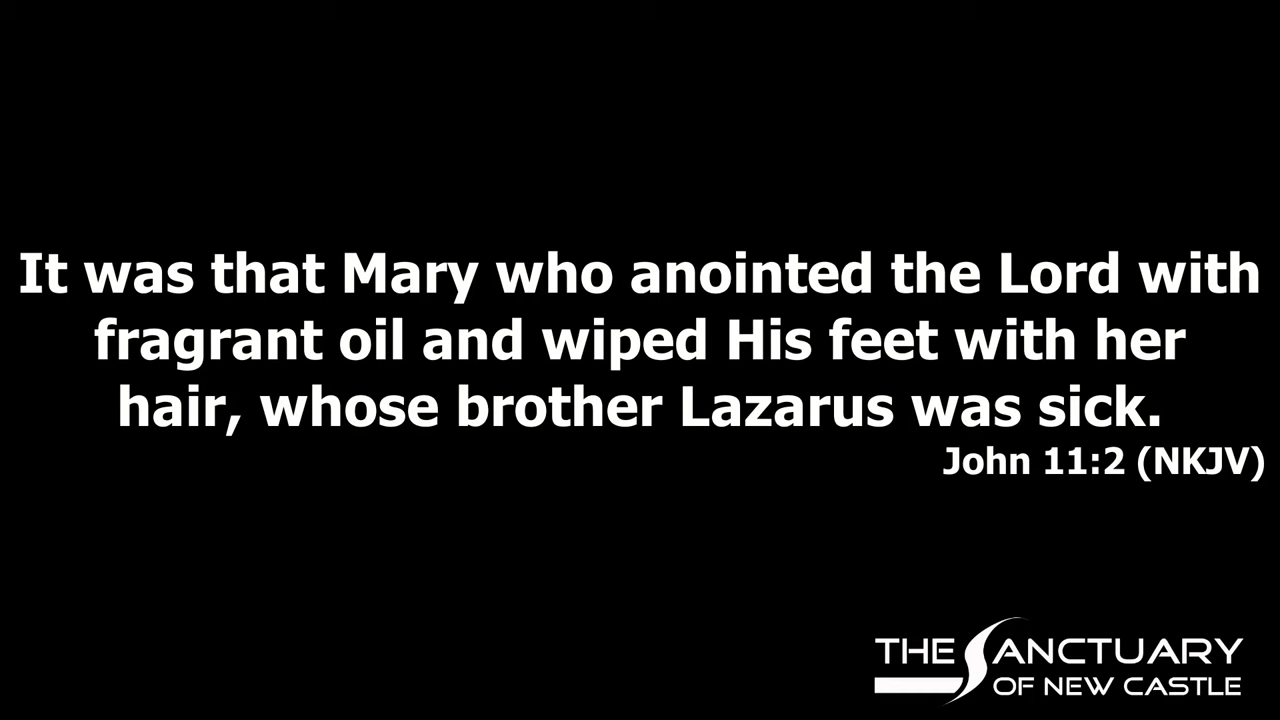 It was that Mary who anointed the Lord with
fragrant oil and wiped His feet with her
hair, whose brother Lazarus was sick.
John 11:2 (NKJV)
THE SANCTUARY
OF NEW CASTLE